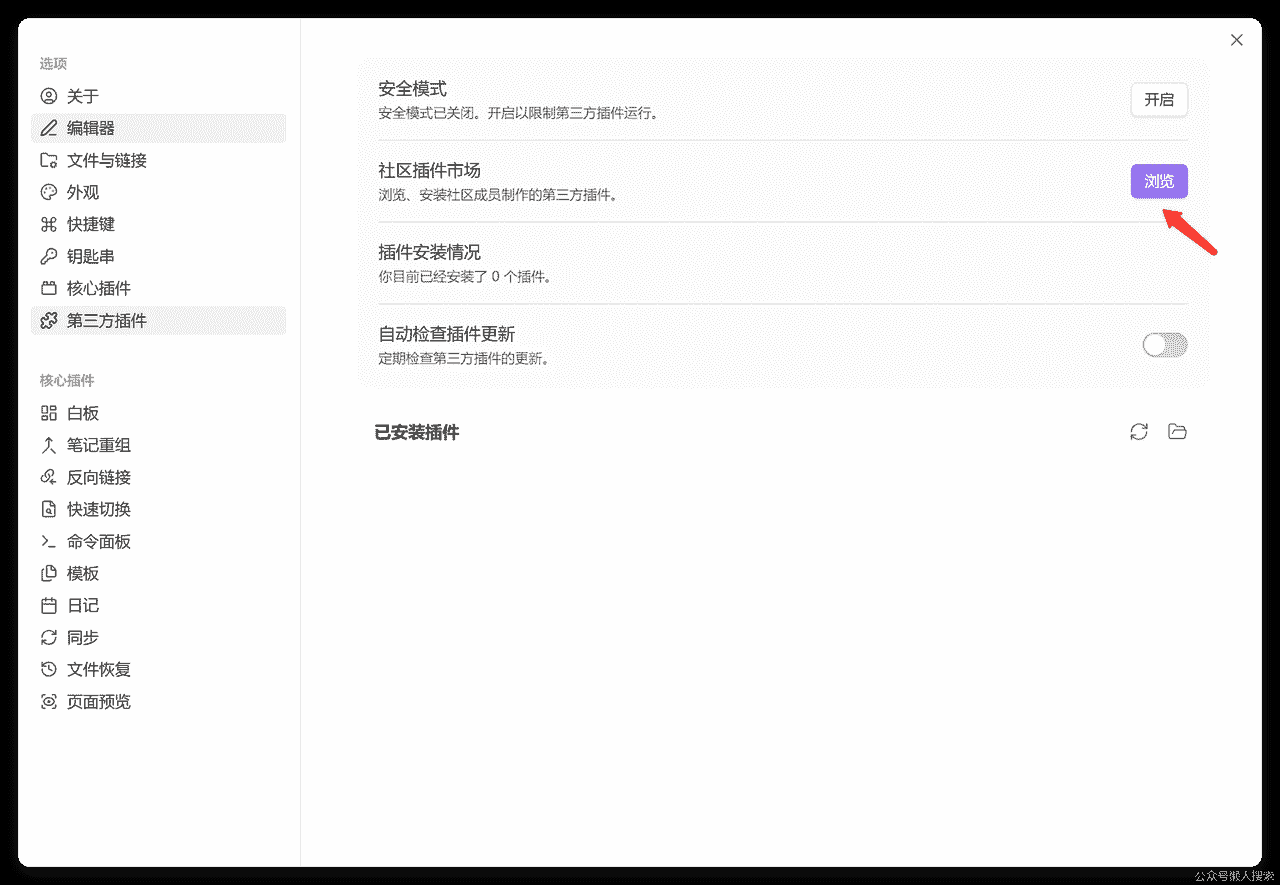 选项
关于
编辑器
文件与链接
外观
快捷键
钥匙串
核心插件
第三方插件
核心插件
白板
笔记重组
反向链接
快速切换
命令面板
模板
日记
同步
文件恢复
页面预览
安全模式
安全模式已关闭。开启以限制第三方插件运行。
开启
社区插件市场
浏览、安装社区成员制作的第三方插件。
浏览
插件安装情况
你目前已经安装了 0 个插件。
自动检查插件更新
定期检查第三方插件的更新。
已安装插件
公众号懒人搜索